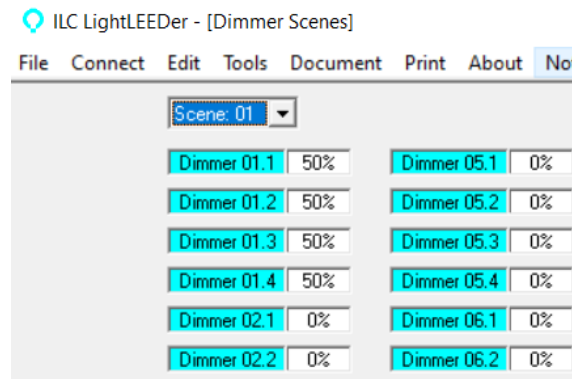 ILC LightLEEDer - [Dimmer Scenes]
File Connect Edit Tools Document Print About
Scene: 01
Dimmer 01.1 50% Dimmer 05.1 0%
Dimmer 01.2 50% Dimmer 05.2 0%
Dimmer 01.3 50% Dimmer 05.3 0%
Dimmer 01.4 50% Dimmer 05.4 0%
Dimmer 02.1 0% Dimmer 06.1 0%
Dimmer 02.2 0% Dimmer 06.2 0%